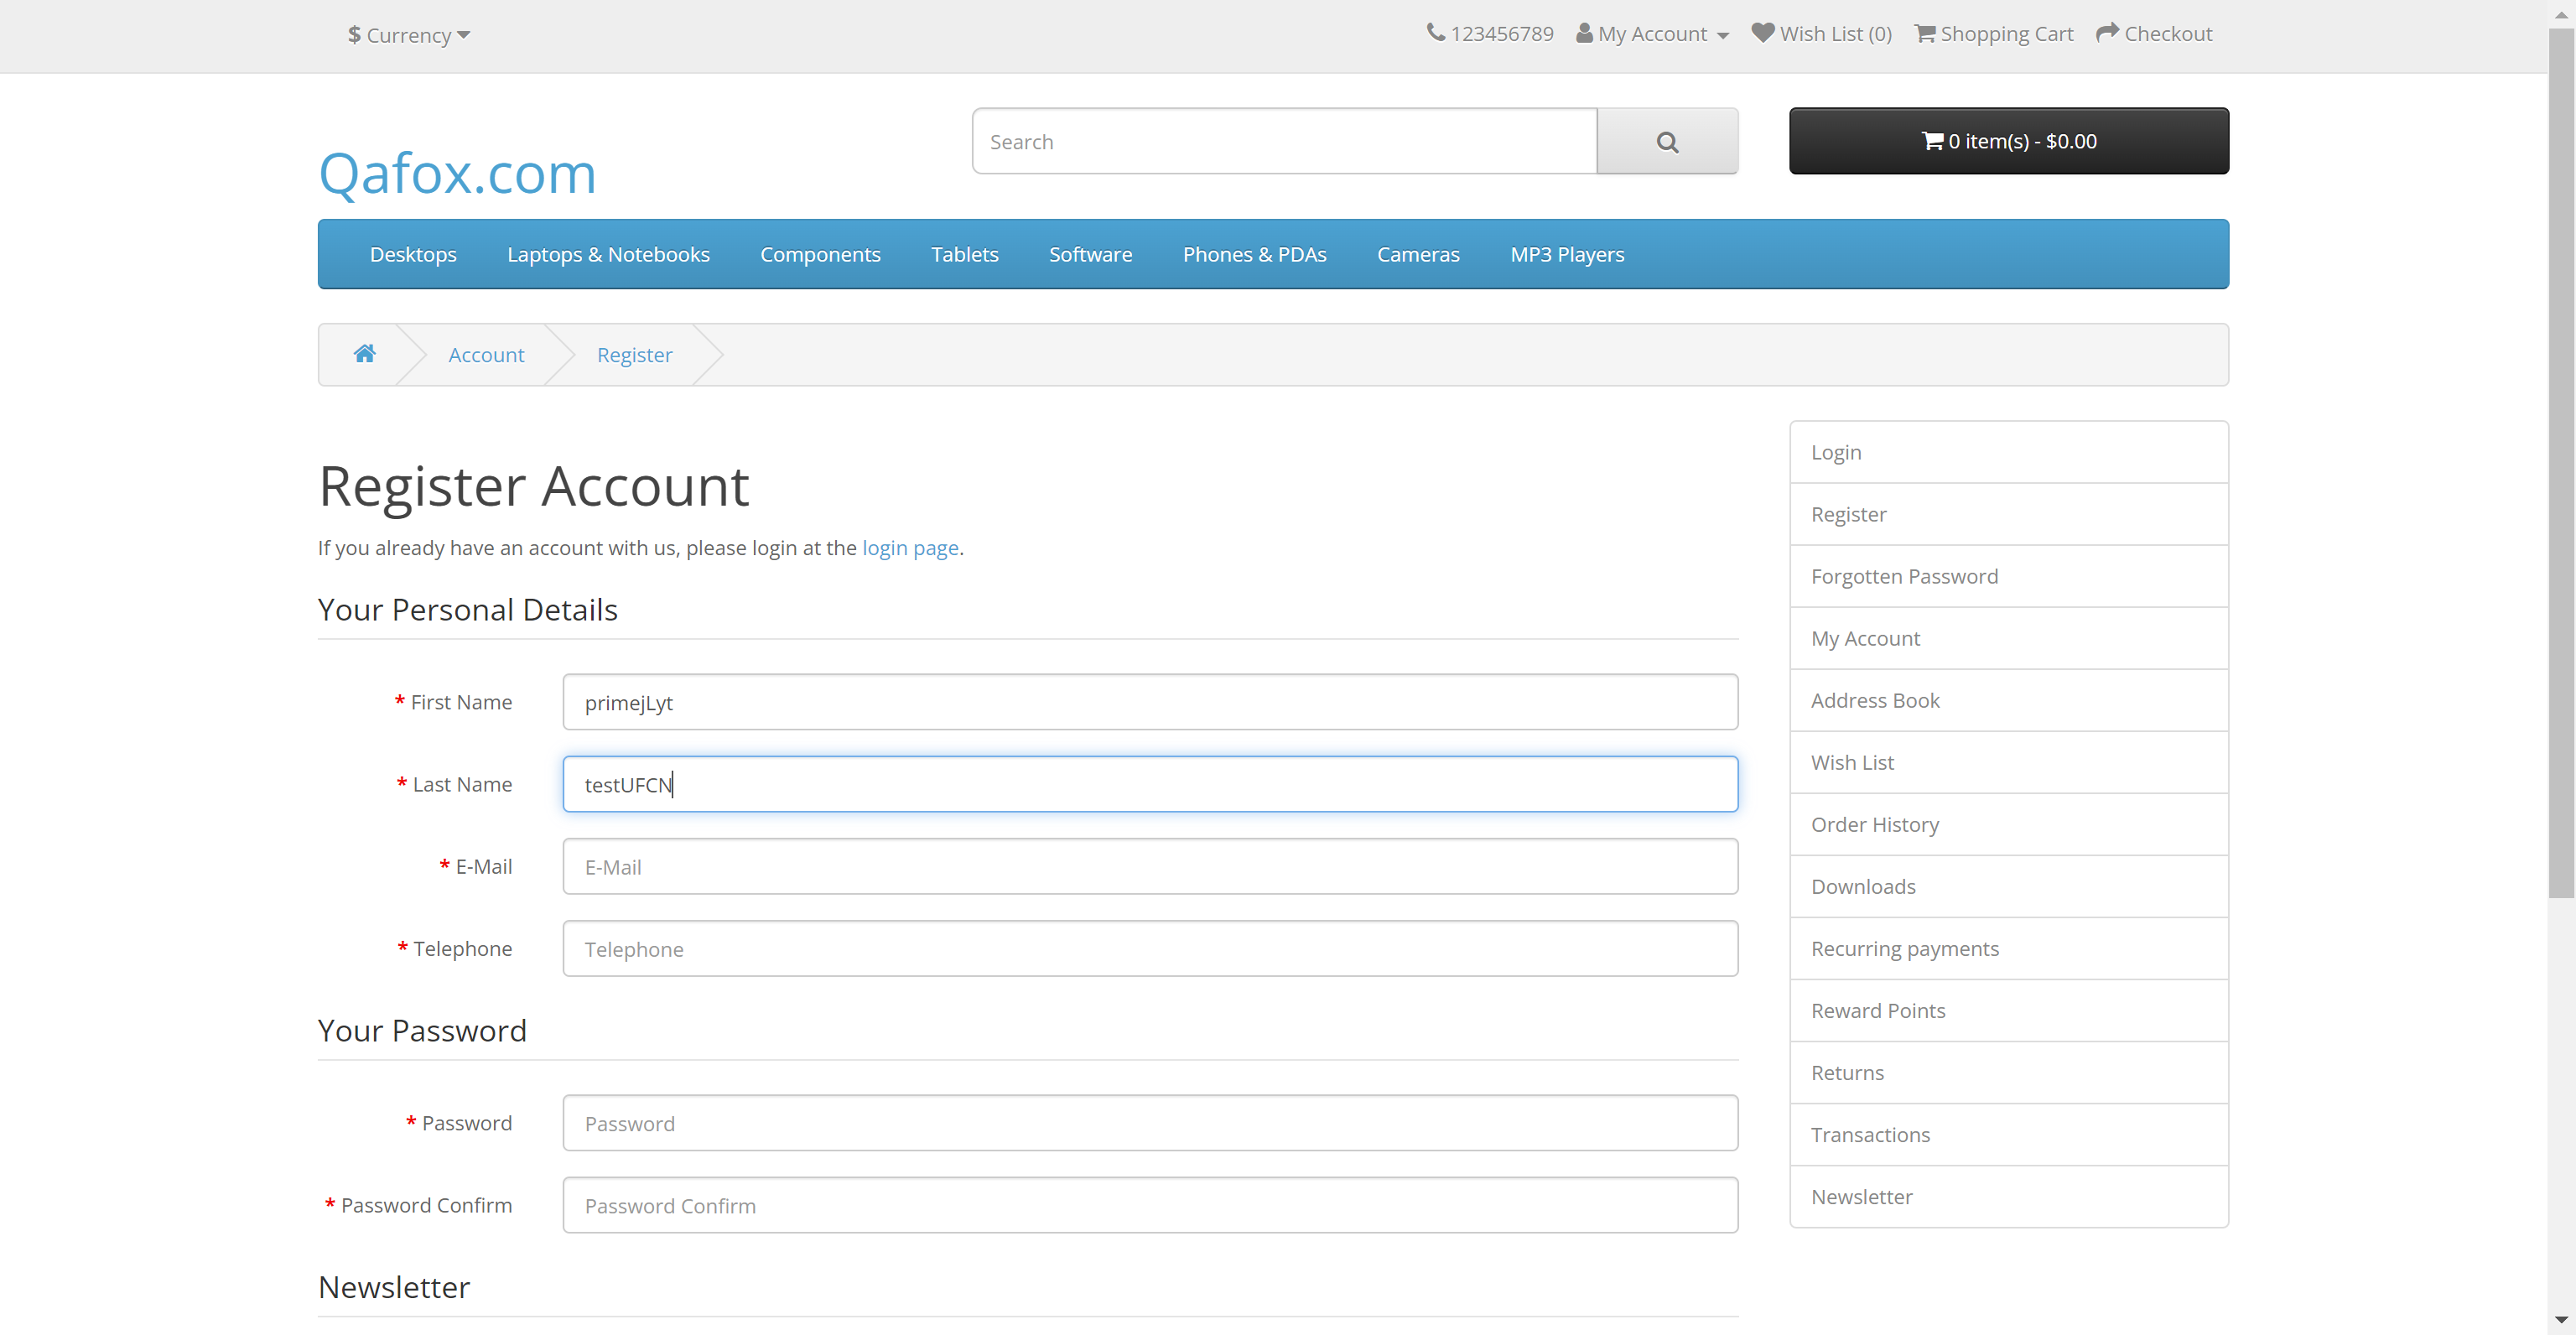 $ Currency
123456789 My Account Wish List (0) Shopping Cart Checkout
Qafox.com
Search
0 item(s) - $0.00
Desktops Laptops & Notebooks Components Tablets Software Phones & PDAs Cameras MP3 Players
Account Register
Register Account
If you already have an account with us, please login at the login page.
Your Personal Details
* First Name primejLyt
* Last Name testUFCN
* E-Mail E-Mail
* Telephone Telephone
Your Password
* Password Password
* Password Confirm Password Confirm
Newsletter
Login
Register
Forgotten Password
My Account
Address Book
Wish List
Order History
Downloads
Recurring payments
Reward Points
Returns
Transactions
Newsletter